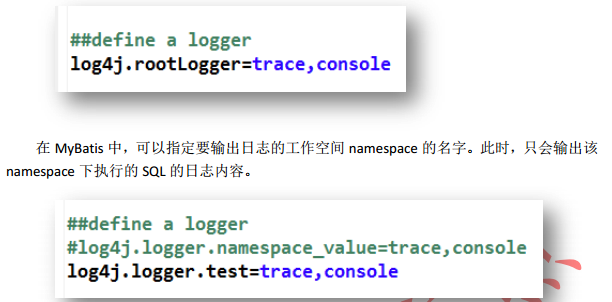 ##define a logger
log4j.rootLogger=trace,console
在 MyBatis 中，可以指定要输出日志的工作空间 namespace 的名字。此时，只会输出该
namespace 下执行的 SQL 的日志内容。
##define a logger
#log4j.logger.namespace_value=trace,console
log4j.logger.test=trace,console